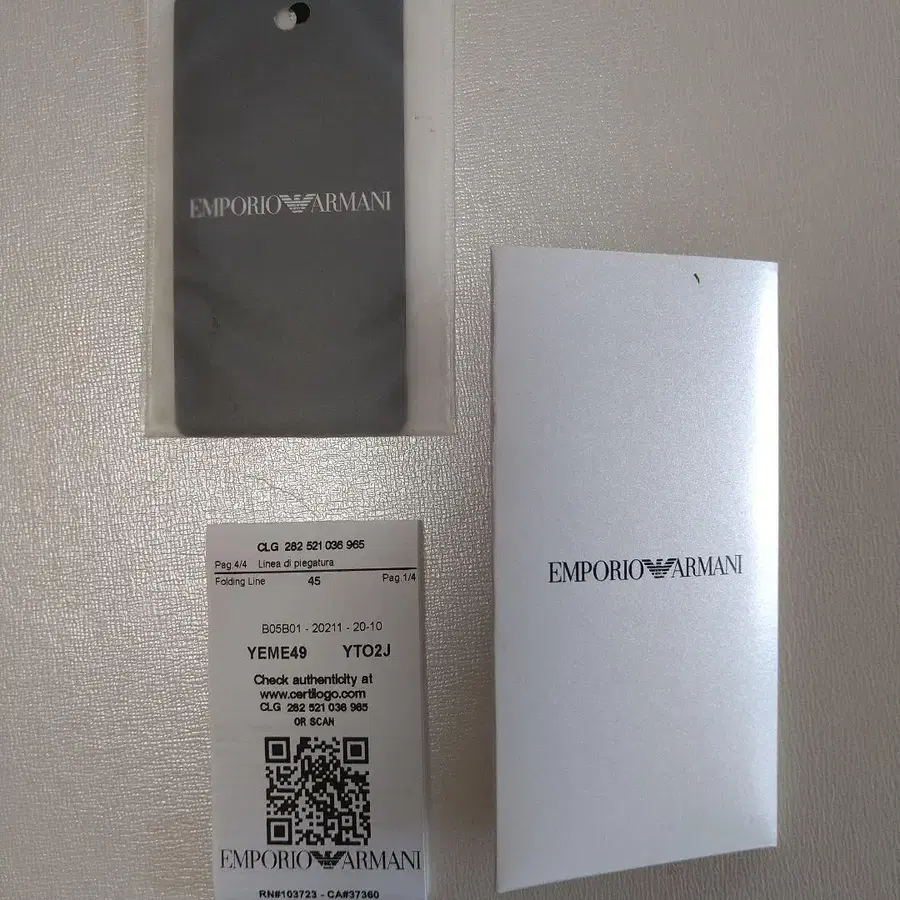 EMPORIO ARMANI
CLG 282 521 036 965
Pag.4/4 Linea di piegatura
Folding Line 45 Pag.1/4
B05B01 - 20211 - 20-10
YEME49 YTO2J
Check authenticity at
www.certilogo.com
CLG 282 521 036 965
OR SCAN
EMPORIO ARMANI
RN#103723 - CA#37360
EMPORIO ARMANI